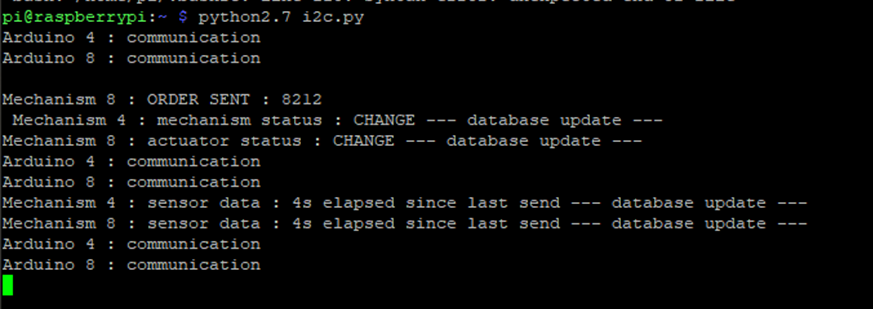 pi@raspberrypi:~ $ python2.7 i2c.py
Arduino 4 : communication
Arduino 8 : communication
Mechanism 8 : ORDER SENT : 8212
Mechanism 4 : mechanism status : CHANGE --- database update ---
Mechanism 8 : actuator status : CHANGE --- database update ---
Arduino 4 : communication
Arduino 8 : communication
Mechanism 4 : sensor data : 4s elapsed since last send --- database update ---
Mechanism 8 : sensor data : 4s elapsed since last send --- database update ---
Arduino 4 : communication
Arduino 8 : communication